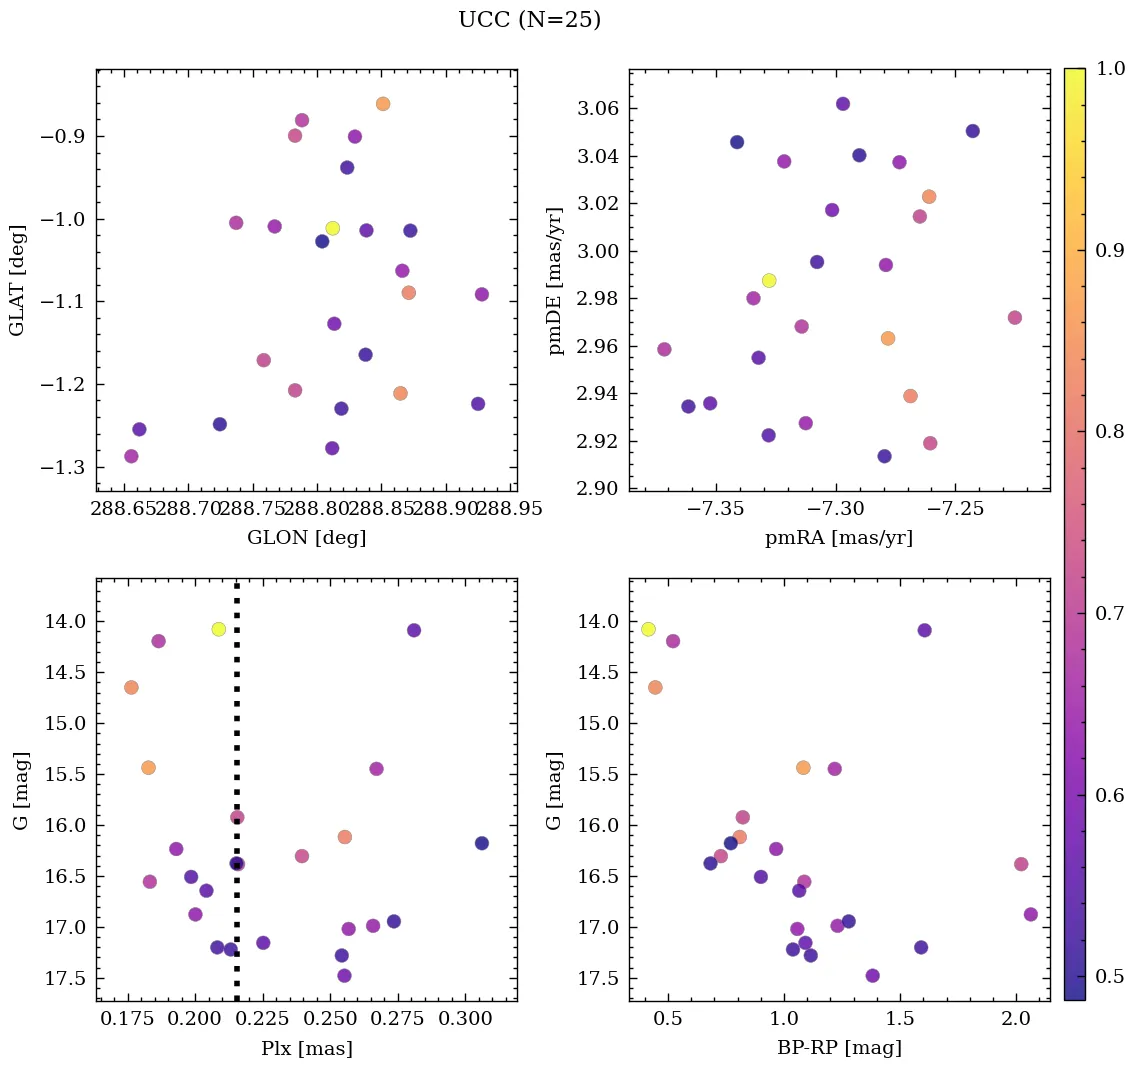 UCC (N=25)
−0.9
−1.0
−1.1
−1.2
−1.3
GLAT [deg]
288.65 288.70 288.75 288.80 288.85 288.90 288.95
GLON [deg]
3.06
3.04
3.02
3.00
2.98
2.96
2.94
2.92
2.90
pmDE [mas/yr]
−7.35 −7.30 −7.25
pmRA [mas/yr]
14.0
14.5
15.0
15.5
16.0
16.5
17.0
17.5
G [mag]
0.175 0.200 0.225 0.250 0.275 0.300
Plx [mas]
14.0
14.5
15.0
15.5
16.0
16.5
17.0
17.5
G [mag]
0.5 1.0 1.5 2.0
BP-RP [mag]
1.0
0.9
0.8
0.7
0.6
0.5